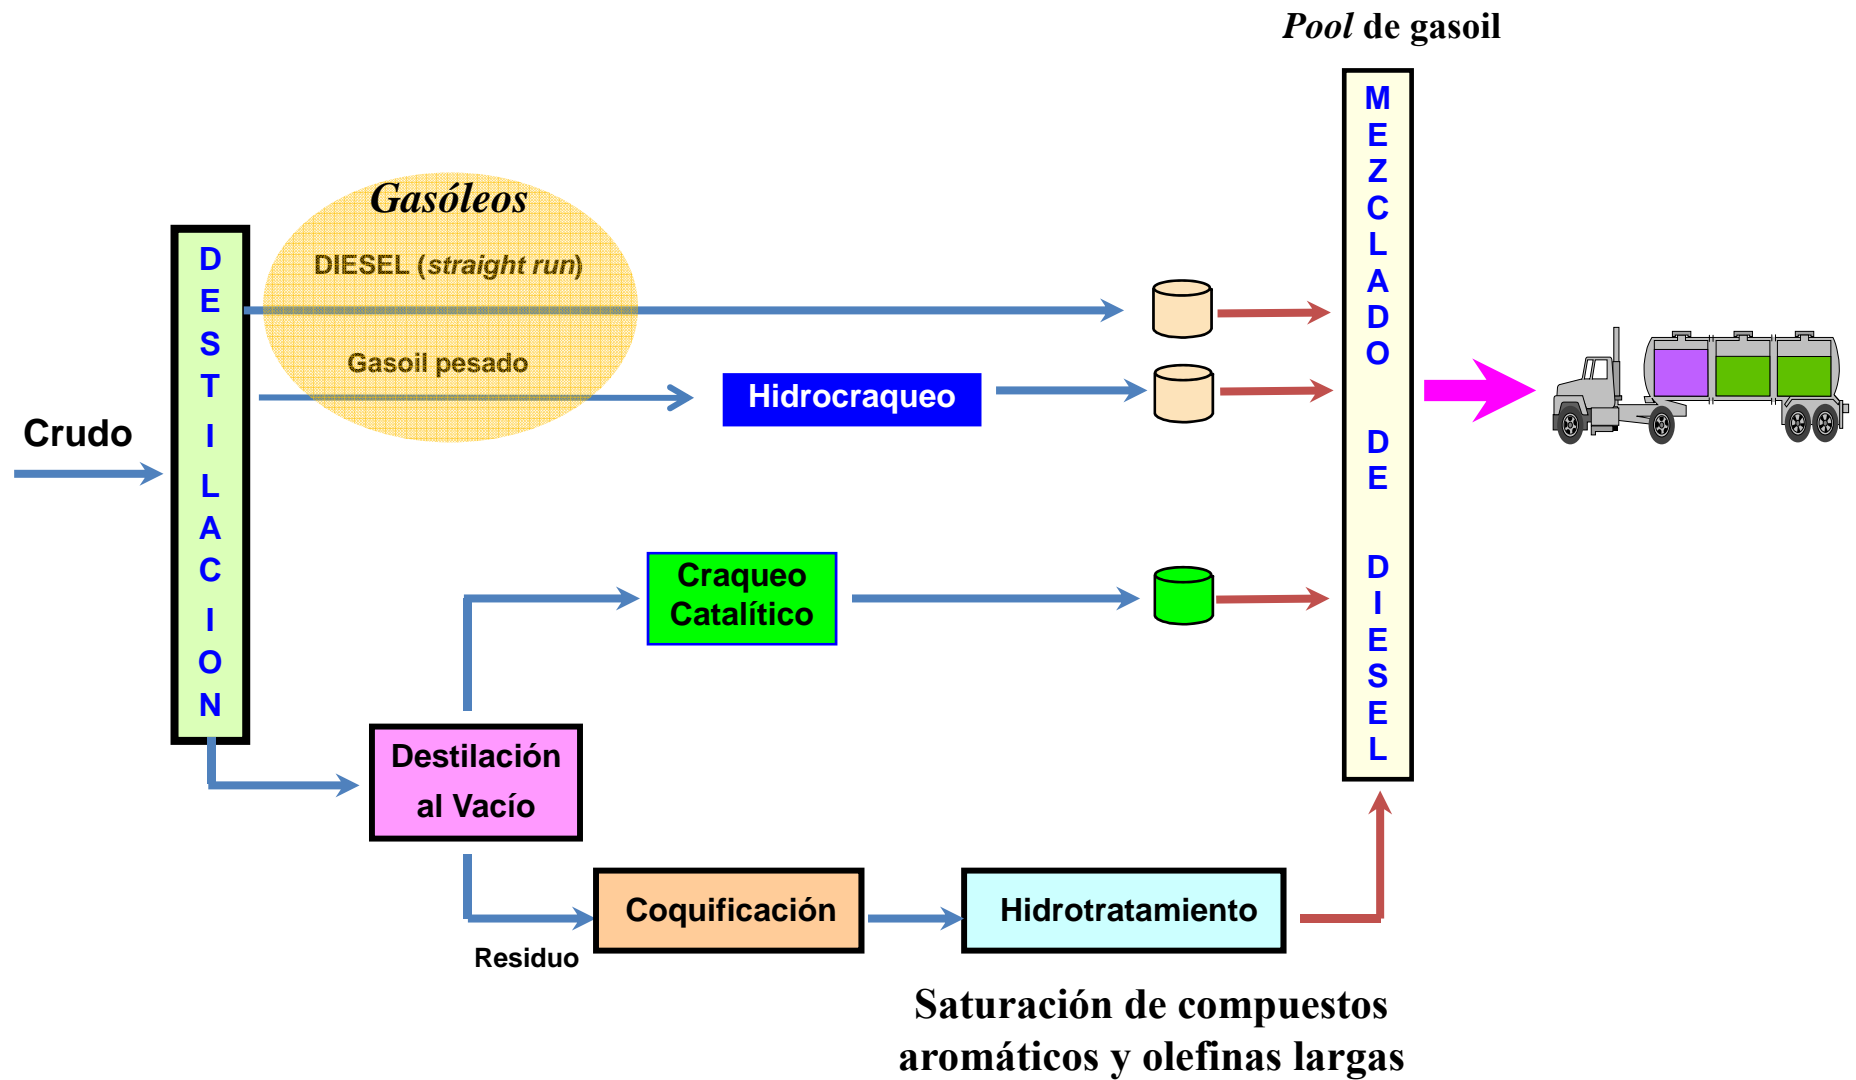 Pool de gasoil
MEZCLADO DE DIESEL
Gasóleos
DIESEL (straight run)
Gasoil pesado
DESTILACION
Hidrocraqueo
Crudo
Craqueo
Catalítico
Destilación
al Vacío
Coquificación
Hidrotratamiento
Residuo
Saturación de compuestos
aromáticos y olefinas largas